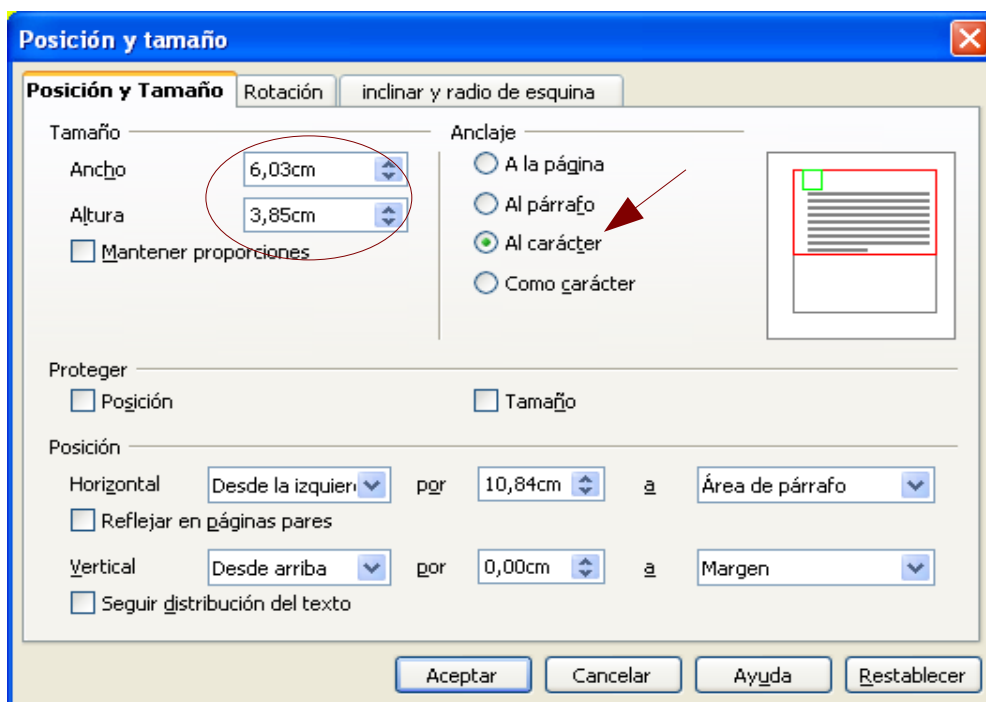 Posición y tamaño
Posición y Tamaño Rotación inclinar y radio de esquina
Tamaño Anclaje
Ancho 6,03cm A la página
Altura 3,85cm Al párrafo
Mantener proporciones Al carácter
Como carácter
Proteger
Posición Tamaño
Posición
Horizontal Desde la izquier por 10,84cm a Área de párrafo
Reflejar en páginas pares
Vertical Desde arriba por 0,00cm a Margen
Seguir distribución del texto
Aceptar Cancelar Ayuda Restablecer